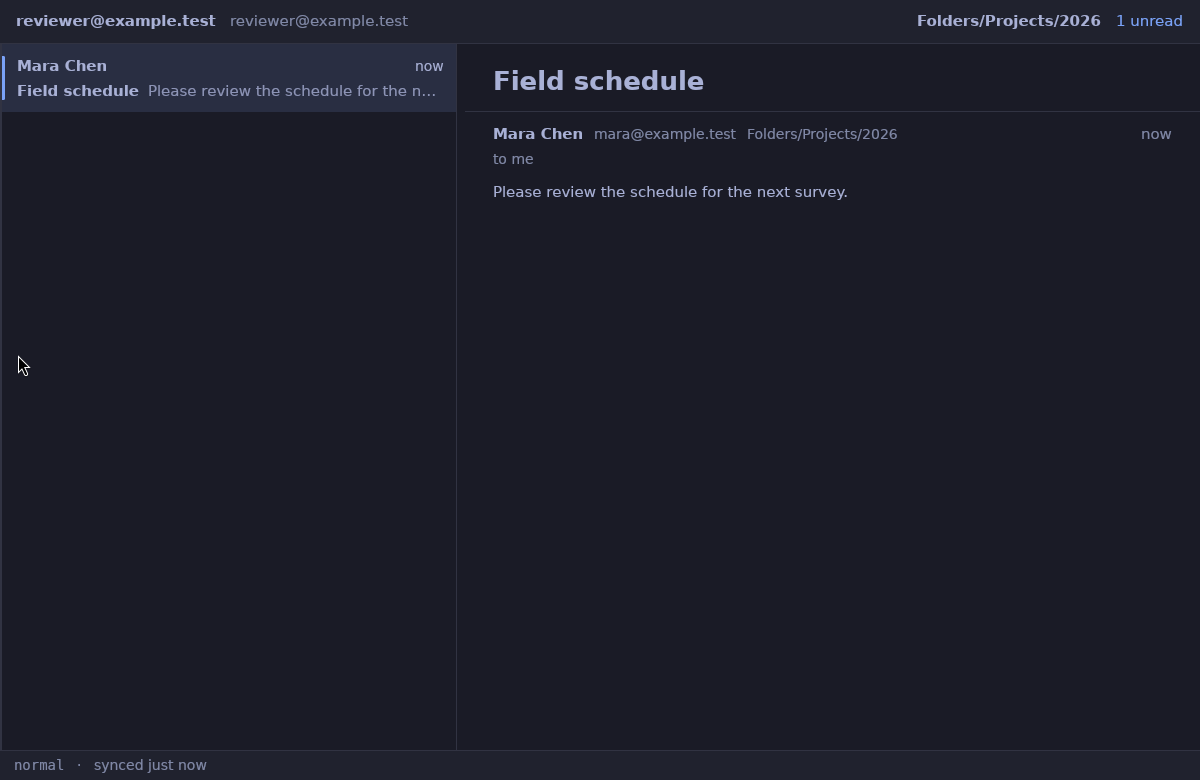 reviewer@example.test reviewer@example.test Folders/Projects/2026 1 unread
Mara Chen now
Field schedule Please review the schedule for the n…
Field schedule
Mara Chen mara@example.test Folders/Projects/2026 now
to me
Please review the schedule for the next survey.
normal · synced just now